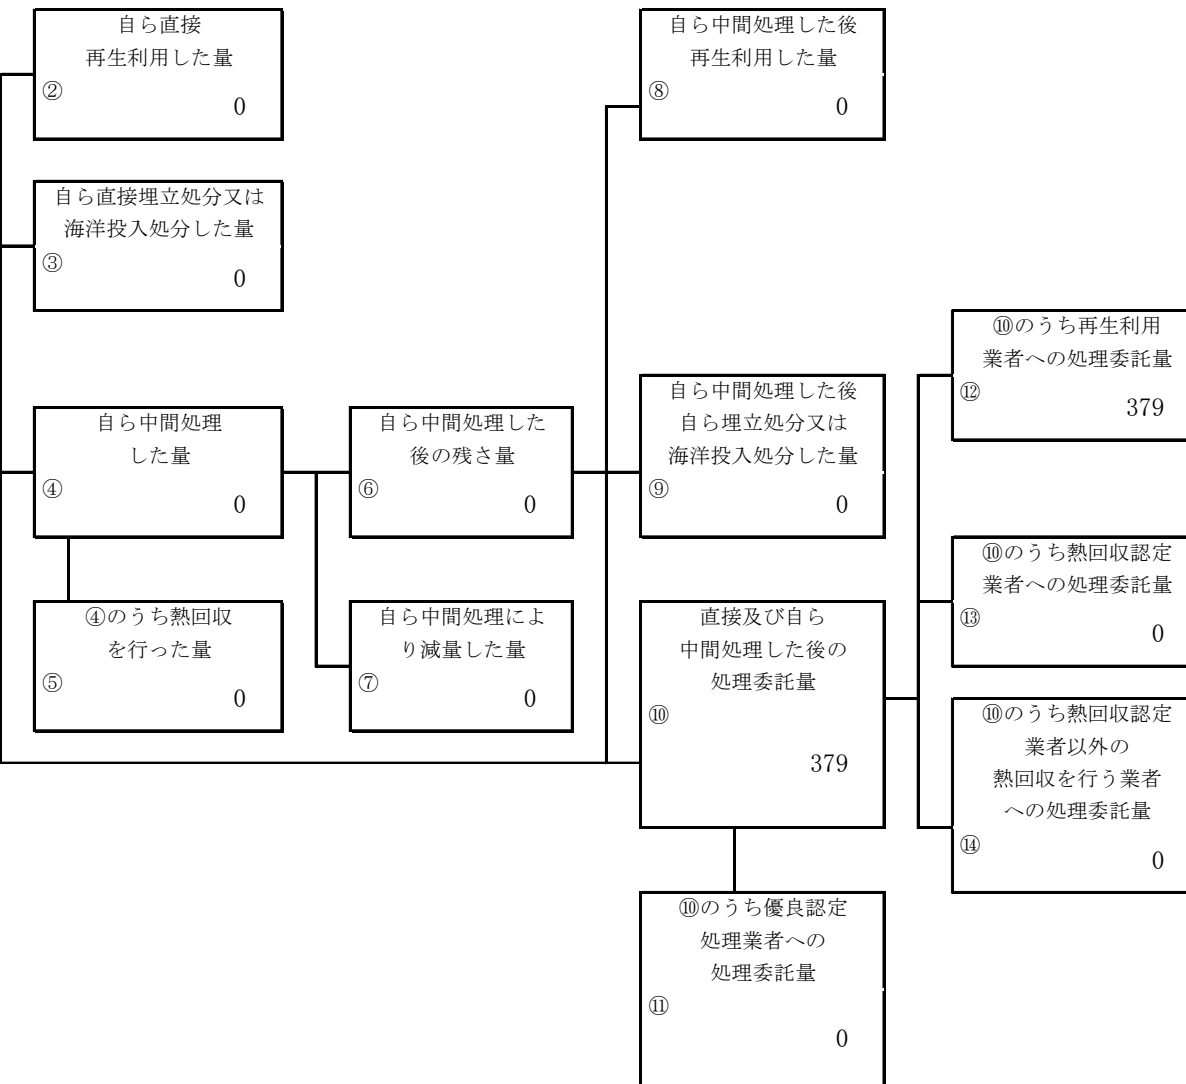 自ら直接
再生利用した量
②
0
自ら直接埋立処分又は
海洋投入処分した量
③
0
自ら中間処理
した量
④
0
④のうち熱回収
を行った量
⑤
0
自ら中間処理した
後の残さ量
⑥
0
自ら中間処理によ
り減量した量
⑦
0
自ら中間処理した後
再生利用した量
⑧
0
自ら中間処理した後
自ら埋立処分又は
海洋投入処分した量
⑨
0
直接及び自ら
中間処理した後の
処理委託量
⑩
379
⑩のうち優良認定
処理業者への
処理委託量
⑪
0
⑩のうち再生利用
業者への処理委託量
⑫
379
⑩のうち熱回収認定
業者への処理委託量
⑬
0
⑩のうち熱回収認定
業者以外の
熱回収を行う業者
への処理委託量
⑭
0